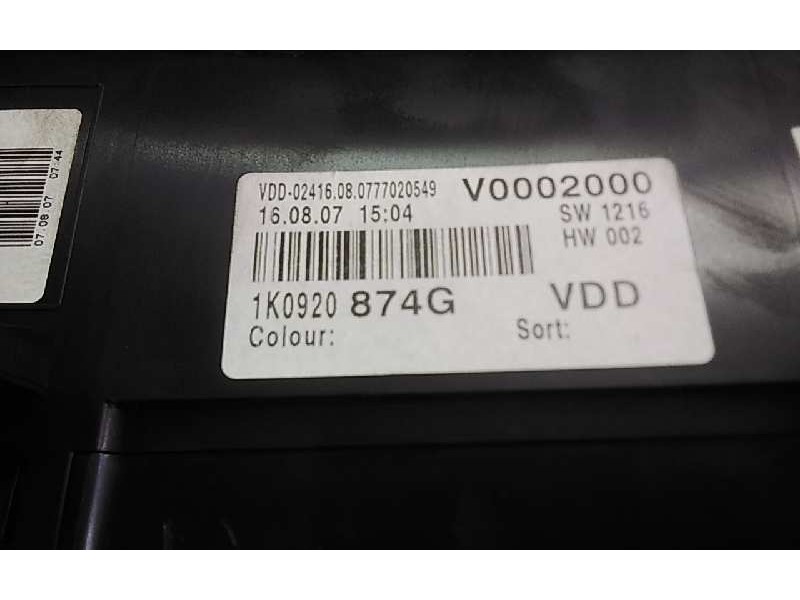 07.08.07 07:44
VDD-02416.08.0777020549 V0002000
16.08.07 15:04 SW 1216
HW 002
1K0920 874G VDD
Colour: Sort: